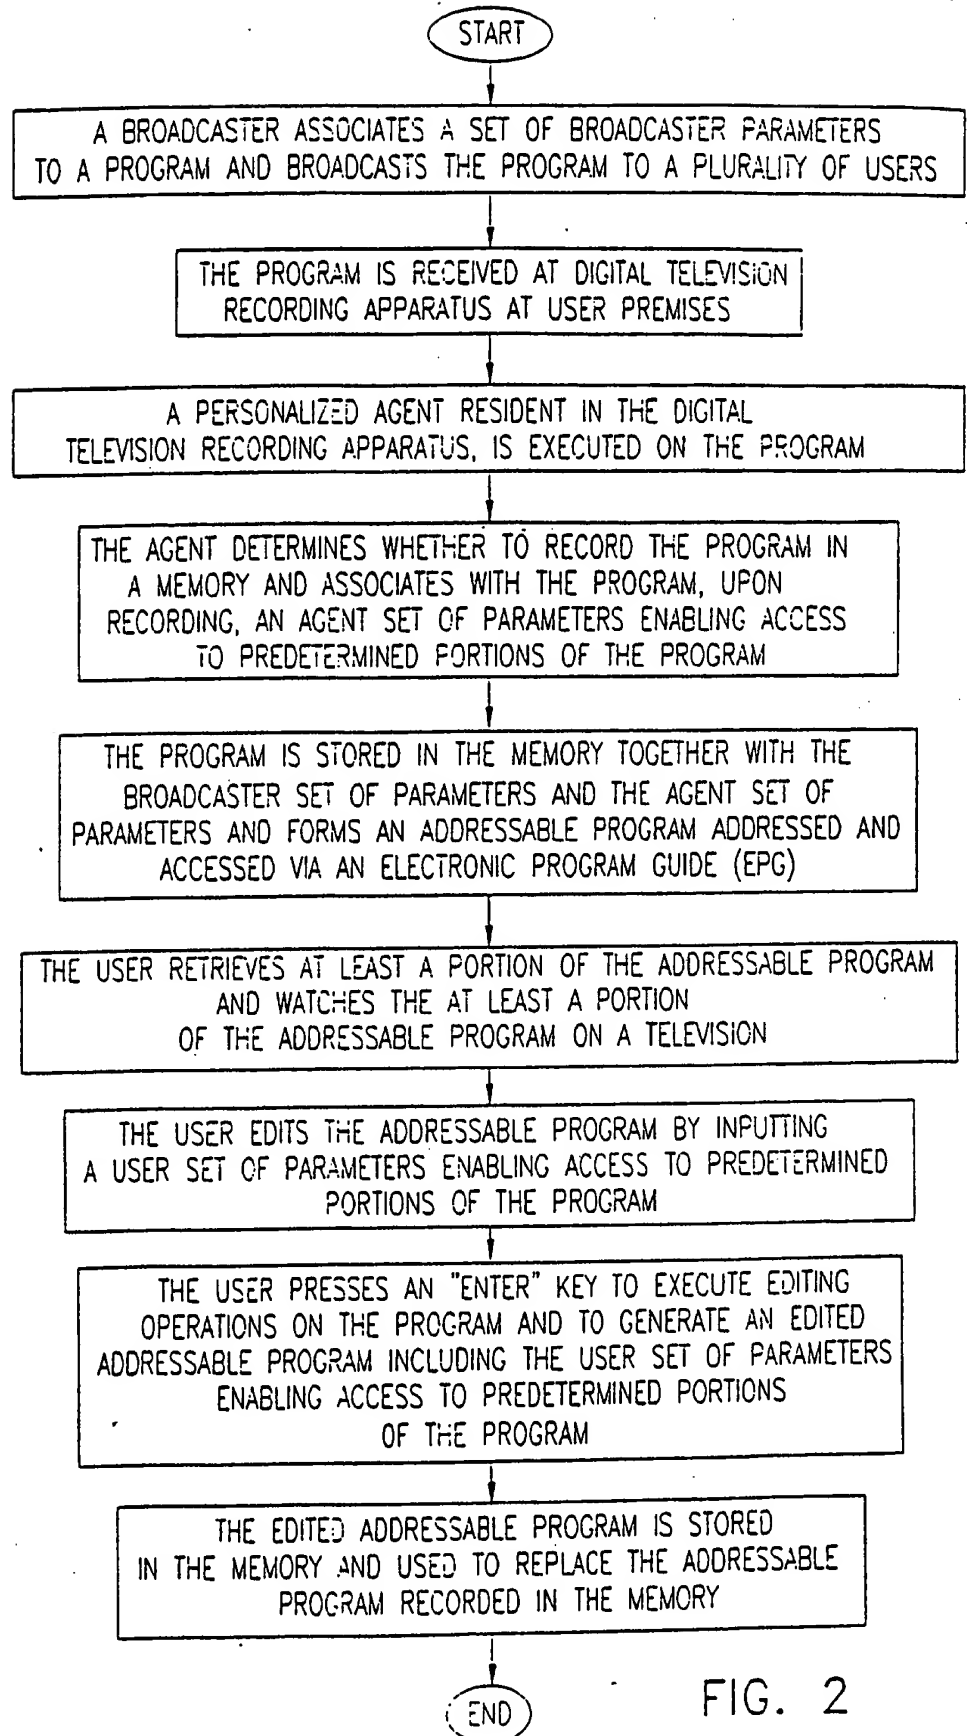 START
A BROADCASTER ASSOCIATES A SET OF BROADCASTER PARAMETERS
TO A PROGRAM AND BROADCASTS THE PROGRAM TO A PLURALITY OF USERS
THE PROGRAM IS RECEIVED AT DIGITAL TELEVISION
RECORDING APPARATUS AT USER PREMISES
A PERSONALIZED AGENT RESIDENT IN THE DIGITAL
TELEVISION RECORDING APPARATUS, IS EXECUTED ON THE PROGRAM
THE AGENT DETERMINES WHETHER TO RECORD THE PROGRAM IN
A MEMORY AND ASSOCIATES WITH THE PROGRAM, UPON
RECORDING, AN AGENT SET OF PARAMETERS ENABLING ACCESS
TO PREDETERMINED PORTIONS OF THE PROGRAM
THE PROGRAM IS STORED IN THE MEMORY TOGETHER WITH THE
BROADCASTER SET OF PARAMETERS AND THE AGENT SET OF
PARAMETERS AND FORMS AN ADDRESSABLE PROGRAM ADDRESSED AND
ACCESSED VIA AN ELECTRONIC PROGRAM GUIDE (EPG)
THE USER RETRIEVES AT LEAST A PORTION OF THE ADDRESSABLE PROGRAM
AND WATCHES THE AT LEAST A PORTION
OF THE ADDRESSABLE PROGRAM ON A TELEVISION
THE USER EDITS THE ADDRESSABLE PROGRAM BY INPUTTING
A USER SET OF PARAMETERS ENABLING ACCESS TO PREDETERMINED
PORTIONS OF THE PROGRAM
THE USER PRESSES AN "ENTER" KEY TO EXECUTE EDITING
OPERATIONS ON THE PROGRAM AND TO GENERATE AN EDITED
ADDRESSABLE PROGRAM INCLUDING THE USER SET OF PARAMETERS
ENABLING ACCESS TO PREDETERMINED PORTIONS
OF THE PROGRAM
THE EDITED ADDRESSABLE PROGRAM IS STORED
IN THE MEMORY AND USED TO REPLACE THE ADDRESSABLE
PROGRAM RECORDED IN THE MEMORY
END
FIG. 2